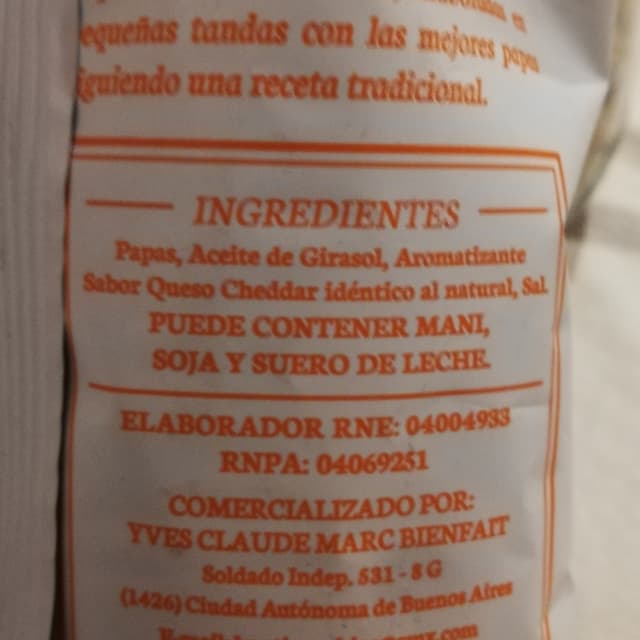 equeñas tandas con las mejores papas
iguiendo una receta tradicional.
INGREDIENTES
Papas, Aceite de Girasol, Aromatizante
Sabor Queso Cheddar idéntico al natural, Sal.
PUEDE CONTENER MANI,
SOJA Y SUERO DE LECHE.
ELABORADOR RNE: 04004933
RNPA: 04069251
COMERCIALIZADO POR:
YVES CLAUDE MARC BIENFAIT
Soldado Indep. 531 - 8 G
(1426) Ciudad Autónoma de Buenos Aires